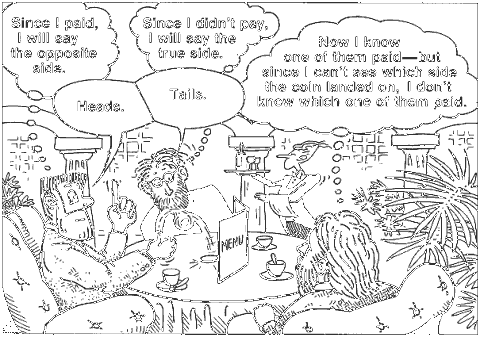 Since I paid,
I will say
the opposite
side.
Since I didn't pay,
I will say the
true side.
Now I know
one of them paid—but
since I can't see which side
the coin landed on, I don't
know which one of them paid.
Heads.
Tails.
MENU